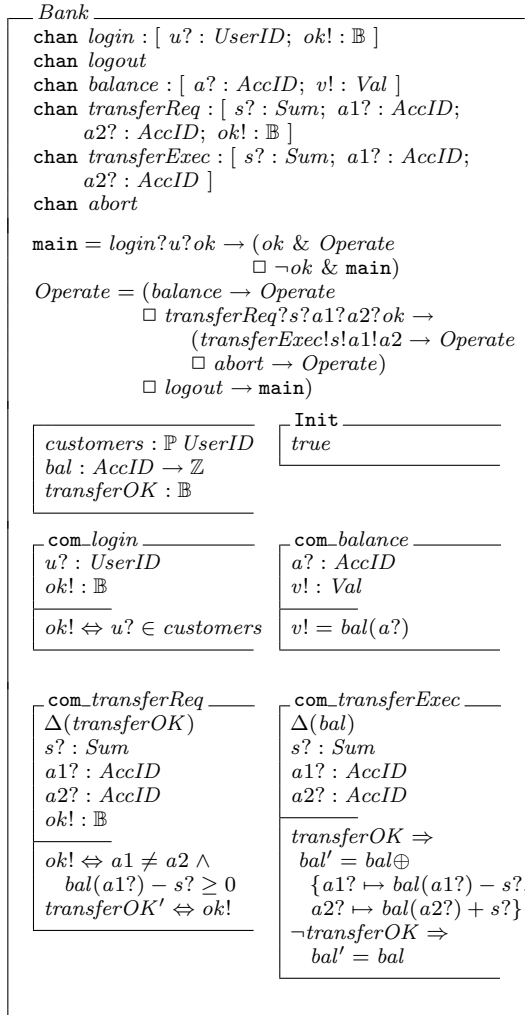 Bank
chan login : [ u? : UserID; ok! : 𝔹 ]
chan logout
chan balance : [ a? : AccID; v! : Val ]
chan transferReq : [ s? : Sum; a1? : AccID;
a2? : AccID; ok! : 𝔹 ]
chan transferExec : [ s? : Sum; a1? : AccID;
a2? : AccID ]
chan abort
main = login?u?ok → (ok & Operate
□ ¬ok & main)
Operate = (balance → Operate
□ transferReq?s?a1?a2?ok →
(transferExec!s!a1!a2 → Operate
□ abort → Operate)
□ logout → main)
customers : ℙ UserID
bal : AccID → ℤ
transferOK : 𝔹
Init
true
com_login
u? : UserID
ok! : 𝔹
ok! ⇔ u? ∈ customers
com_balance
a? : AccID
v! : Val
v! = bal(a?)
com_transferReq
Δ(transferOK)
s? : Sum
a1? : AccID
a2? : AccID
ok! : 𝔹
ok! ⇔ a1 ≠ a2 ∧
bal(a1?) − s? ≥ 0
transferOK′ ⇔ ok!
com_transferExec
Δ(bal)
s? : Sum
a1? : AccID
a2? : AccID
transferOK ⇒
bal′ = bal⊕
{a1? ↦ bal(a1?) − s?
a2? ↦ bal(a2?) + s?}
¬transferOK ⇒
bal′ = bal